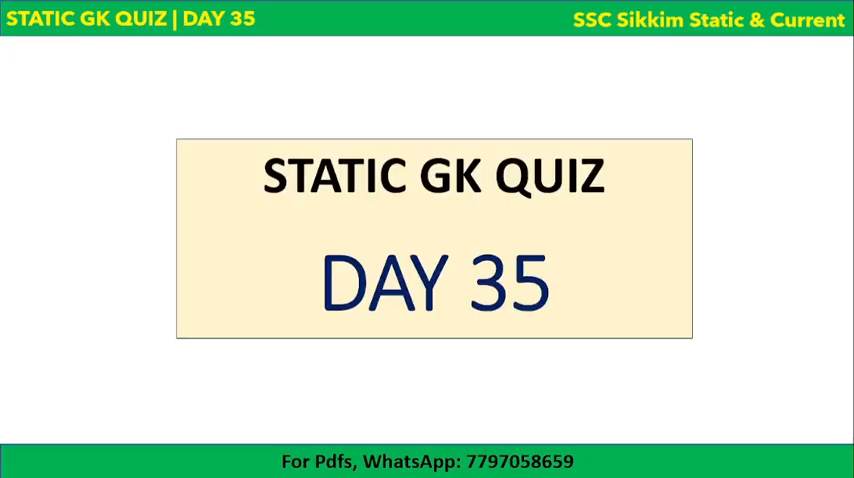 STATIC GK QUIZ | DAY 35
SSC Sikkim Static & Current
STATIC GK QUIZ
DAY 35
For Pdfs, WhatsApp: 7797058659